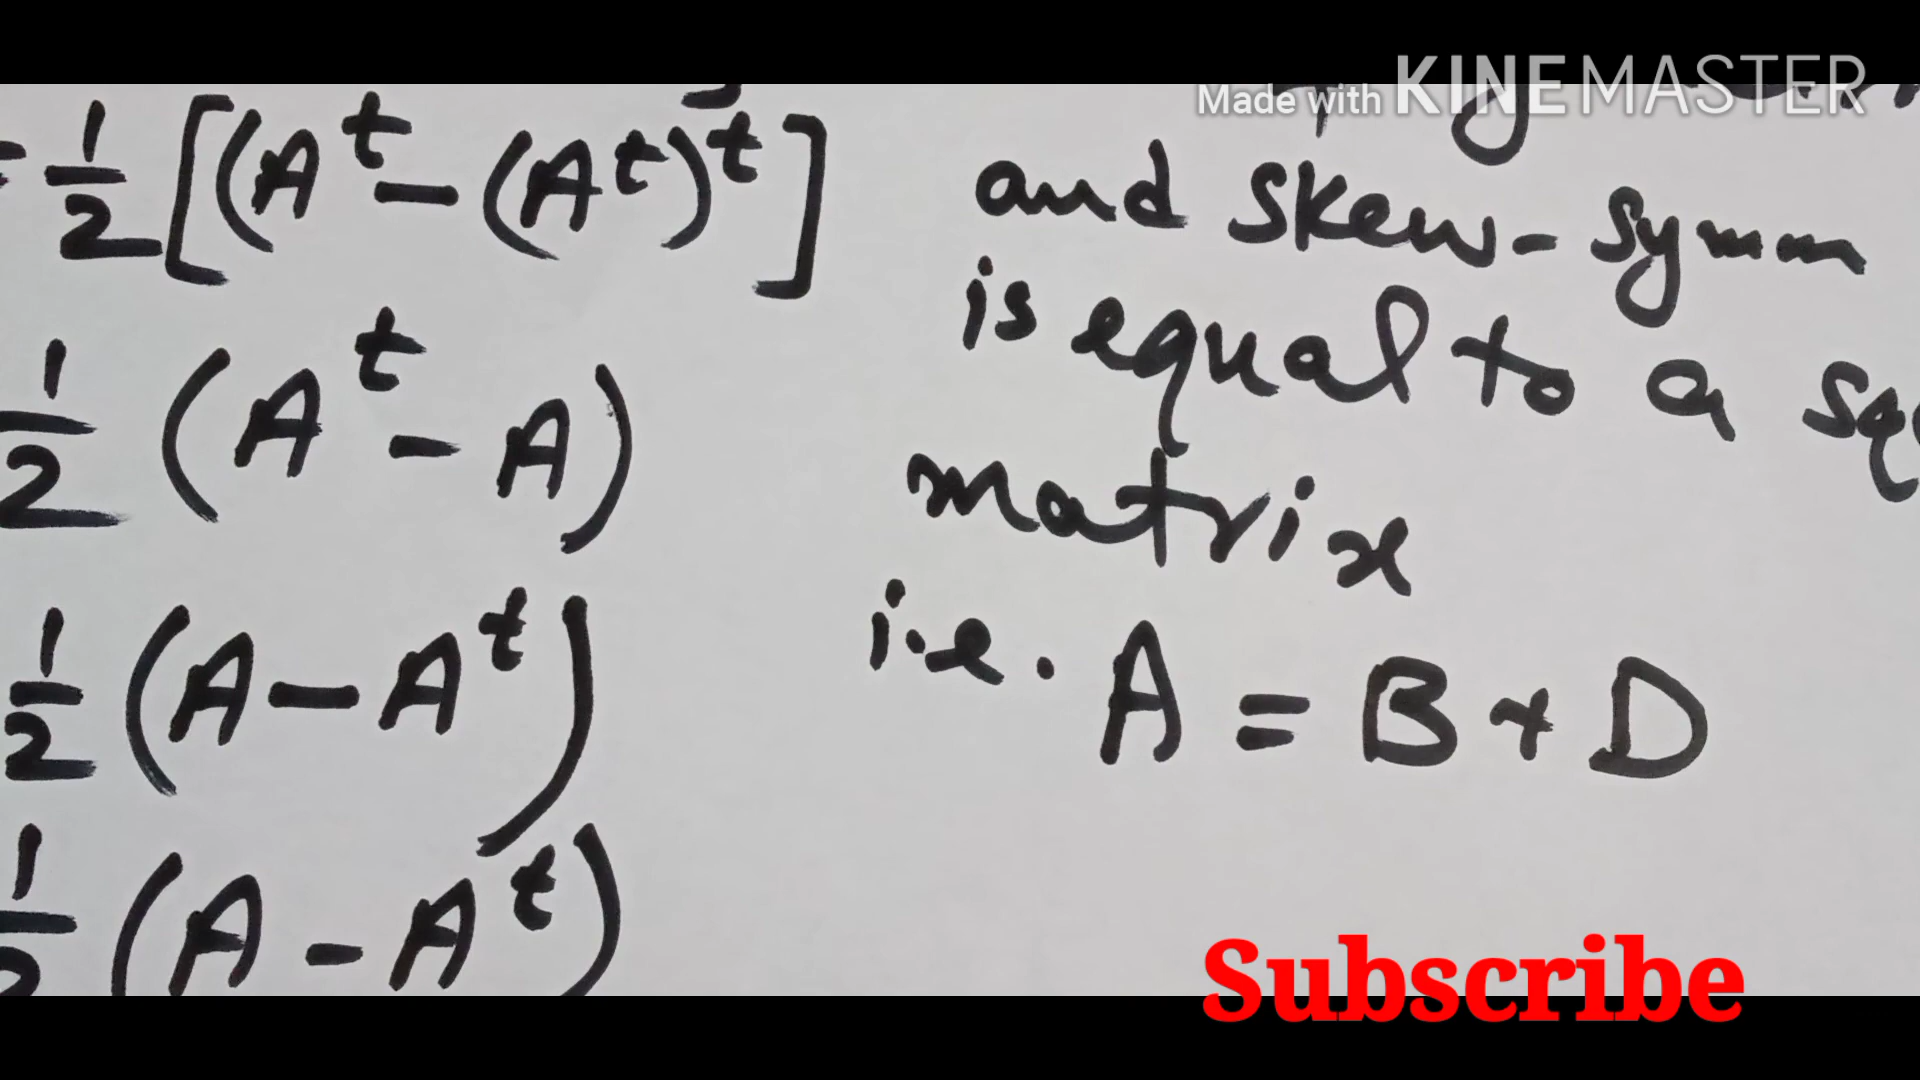 Made with KINEMASTER
= 1/2 [(A^t - (A^t)^t]
1/2 (A^t - A)
1/2 (A - A^t)
1/2 (A - A^t)
and skew-symm
is equal to a sq
matrix
i.e. A = B + D
Subscribe